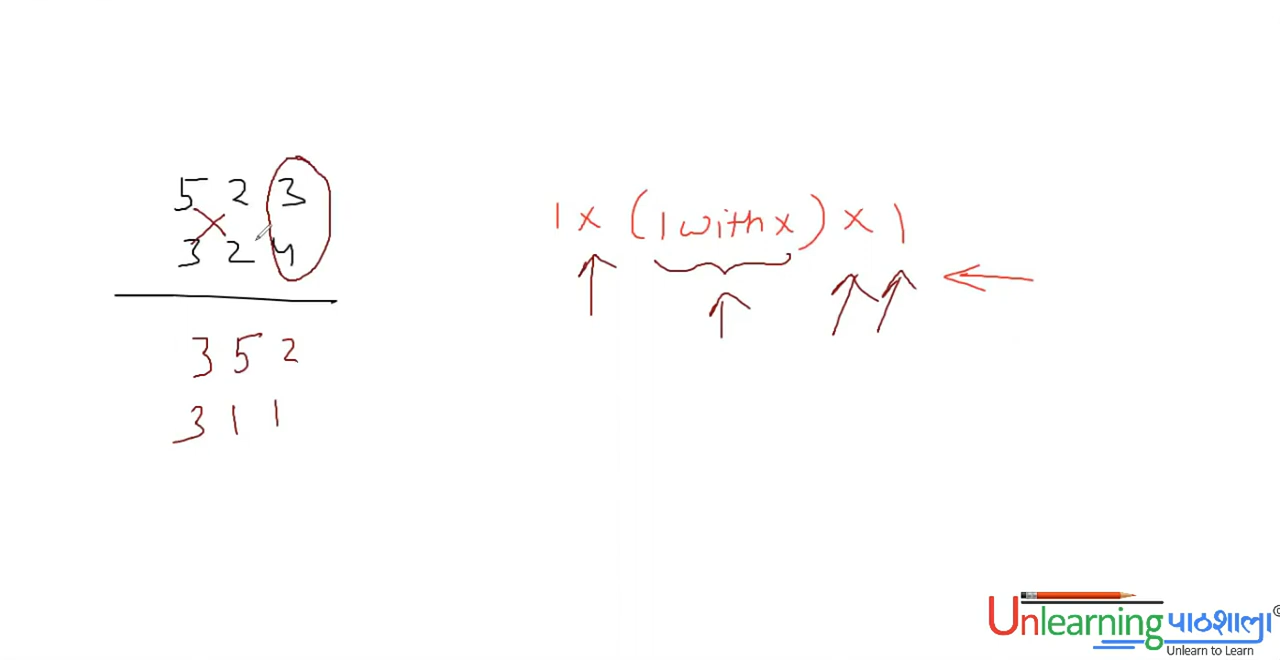 5 2 3
3 2 4
3 5 2
3 1 1
1 x (1 with x) x 1
Unlearning પાઠશાલા ©
Unlearn to Learn